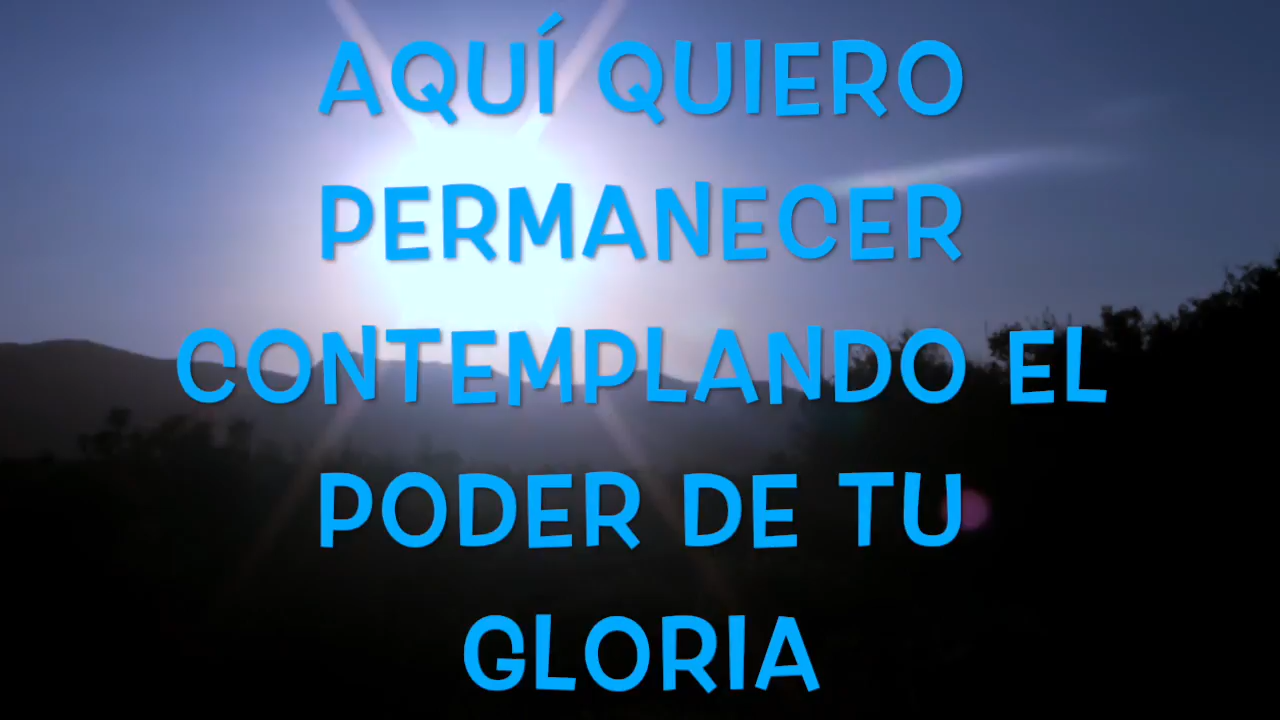 AQUÍ QUIERO
PERMANECER
CONTEMPLANDO EL
PODER DE TU
GLORIA